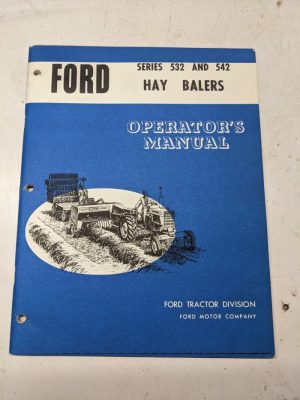 FORD
SERIES 532 AND 542
HAY BALERS
OPERATOR'S
MANUAL
FORD TRACTOR DIVISION
FORD MOTOR COMPANY